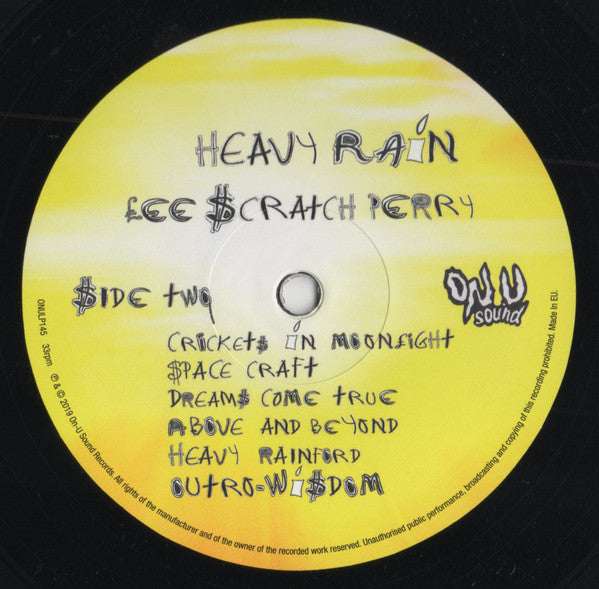 HEAVY RAiN
£EE $CRATCH PERRY
$IDE TWO
ON U
SOUND
CRICKET$ iN MOONLIGHT
$PACE CRAFT
DREAM$ COME TRUE
ABOVE AND BEYOND
HEAVY RAINFORD
OUTRO-Wi$DOM
ONULP145 33rpm ℗ & © 2019 On-U Sound Records. All rights of the manufacturer and of the owner of the recorded work reserved. Unauthorised public performance, broadcasting and copying of this recording prohibited. Made in EU.